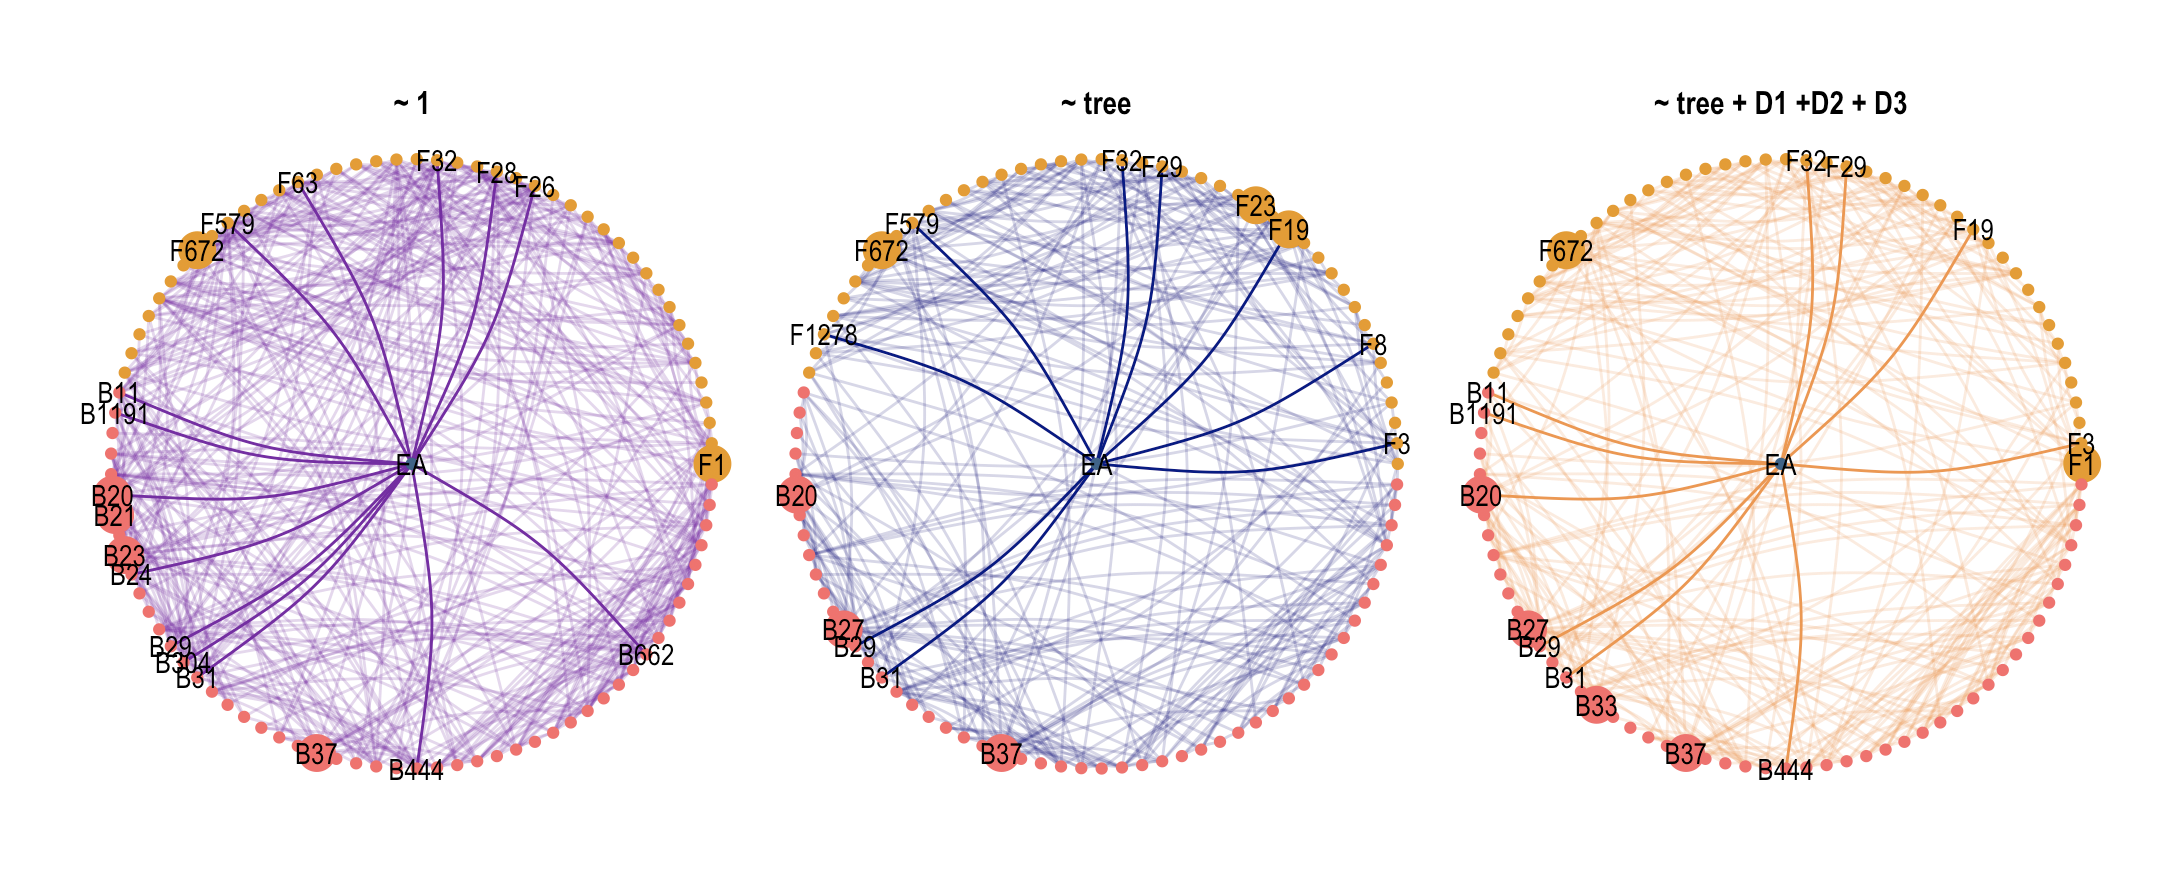 ~ 1
F32
F28
F26
F63
F579
F672
B11
B1191
EA
F1
B20
B21
B23
B24
B29
B304
B31
B662
B37
B444
~ tree
F32
F29
F23
F19
F579
F672
F1278
F8
F3
EA
B20
B27
B29
B31
B37
~ tree + D1 +D2 + D3
F32
F29
F19
F672
B11
B1191
F3
F1
EA
B20
B27
B29
B31
B33
B37
B444